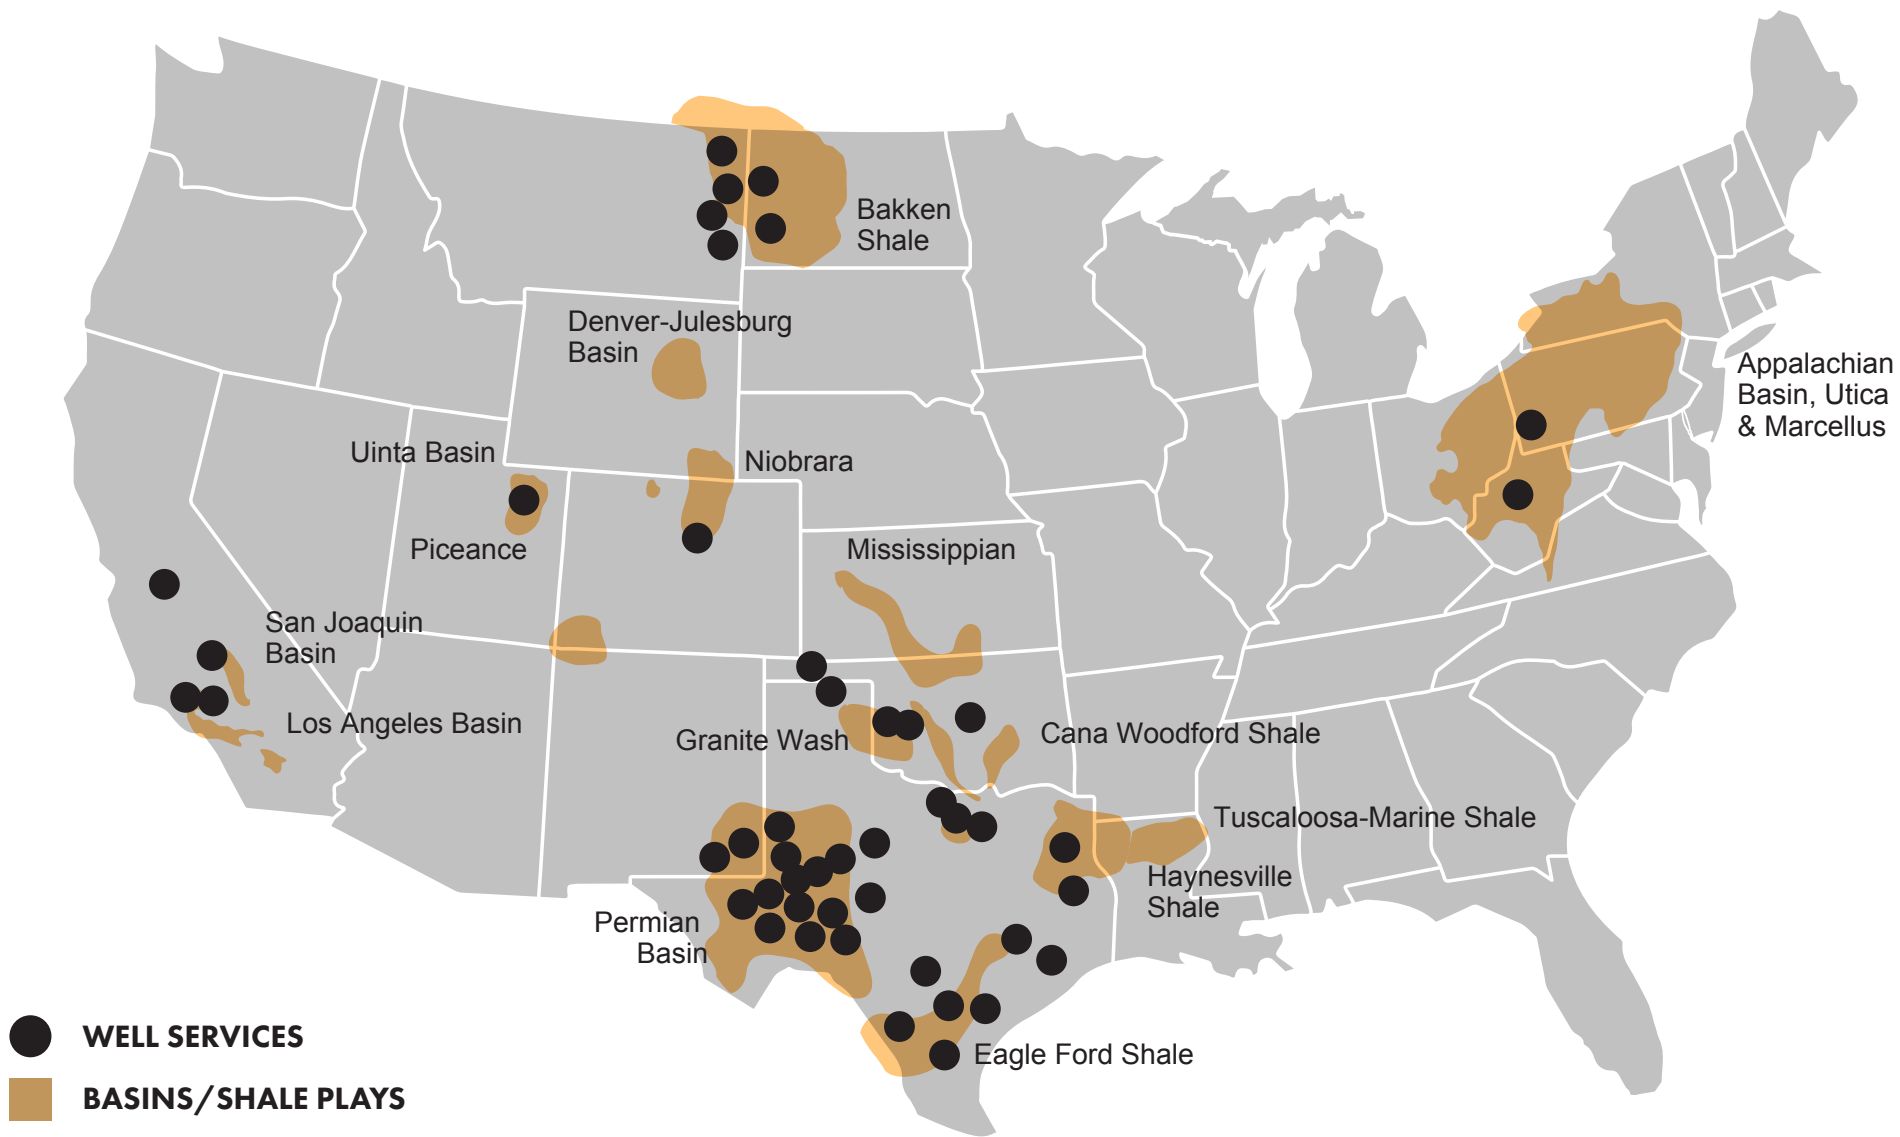 Bakken
Shale
Denver-Julesburg
Basin
Appalachian
Basin, Utica
& Marcellus
Uinta Basin
Niobrara
Piceance
Mississippian
San Joaquin
Basin
Los Angeles Basin
Granite Wash
Cana Woodford Shale
Tuscaloosa-Marine Shale
Haynesville
Shale
Permian
Basin
Eagle Ford Shale
WELL SERVICES
BASINS/SHALE PLAYS